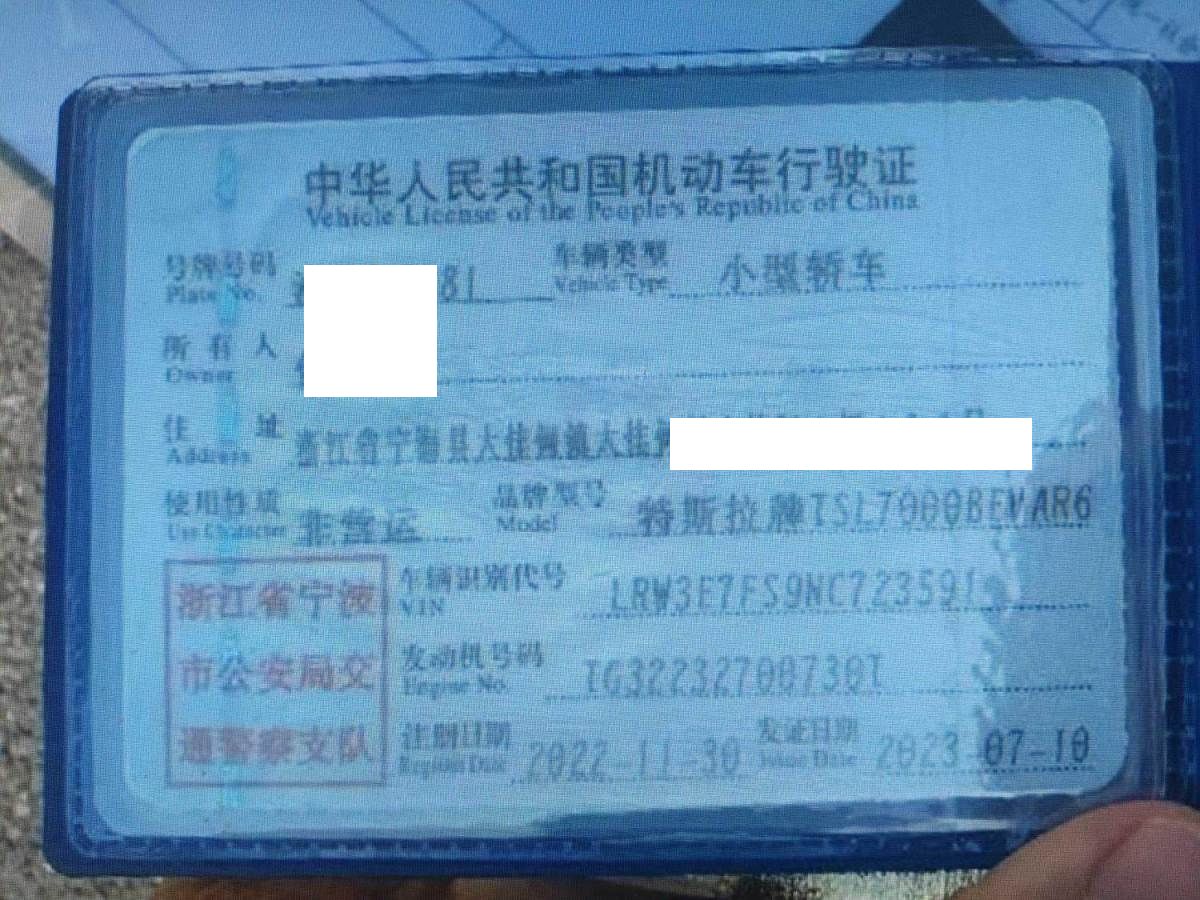 中华人民共和国机动车行驶证
Vehicle License of the People's Republic of China
号牌号码 81 车辆类型 小型轿车
Plate No. Vehicle Type
所有人
Owner
住址 浙江省宁海县大佳何镇大佳何
Address
使用性质 非营运 品牌型号 特斯拉牌TSL7000BEVAR6
Use Character Model
浙江省宁波
市公安局交
通警察支队
车辆识别代号 LRW3E7FS9NC723591
VIN
发动机号码 TG322327007301
Engine No.
注册日期 2022-11-30 发证日期 2023-07-10
Register Date Issue Date